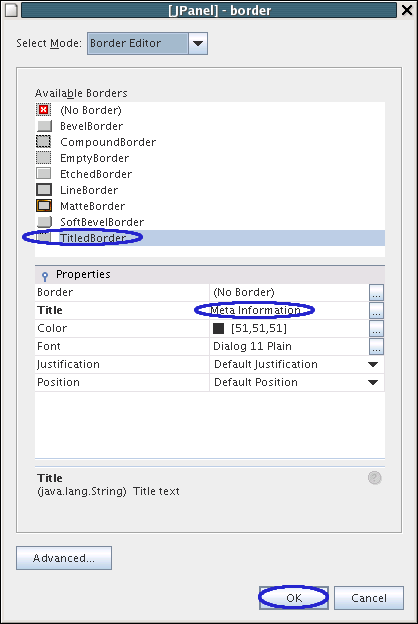 [JPanel] - border
Select Mode: Border Editor
Available Borders
(No Border)
BevelBorder
CompoundBorder
EmptyBorder
EtchedBorder
LineBorder
MatteBorder
SoftBevelBorder
TitledBorder
Properties
Border (No Border) ...
Title Meta Information ...
Color [51,51,51] ...
Font Dialog 11 Plain ...
Justification Default Justification
Position Default Position
Title
(java.lang.String) Title text ?
Advanced...
OK Cancel